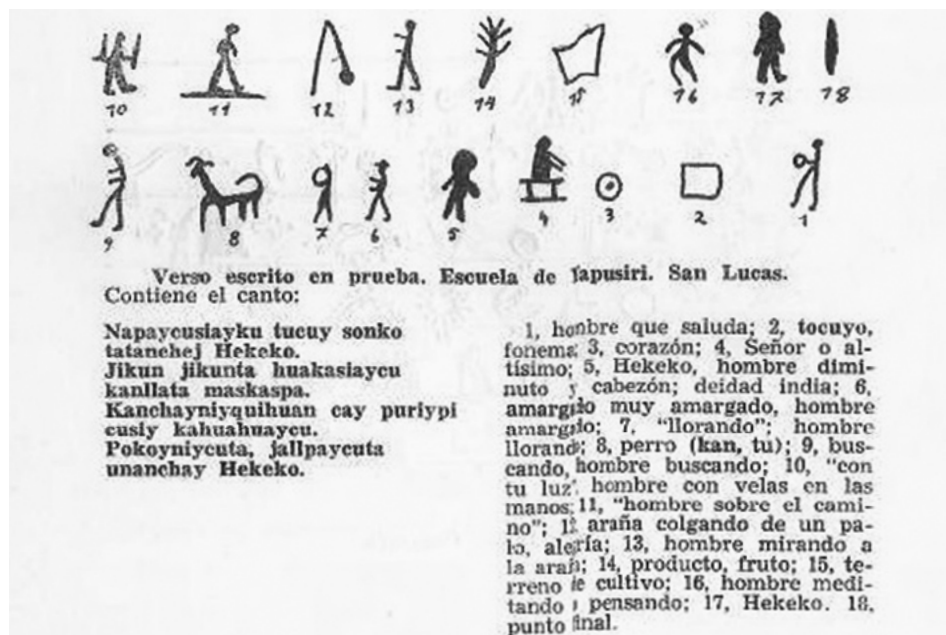 10 11 12 13 14 15 16 17 18
9 8 7 6 5 4 3 2 1
Verso escrito en prueba. Escuela de Tapusiri. San Lucas.
Contiene el canto:
Napaycusiayku tucuy sonko
tatanchej Hekeko.
Jikun jikunta huakasiaycu
kanllata maskaspa.
Kanchayniyquihuan cay puriypi
cusiy kahuahuaycu.
Pokoyniycuta, jallpaycuta
unanchay Hekeko.
1, honbre que saluda; 2, tocuyo,
fonema; 3, corazón; 4, Señor o al-
tísimo; 5, Hekeko, hombre dimi-
nuto y cabezón; deidad india; 6,
amargado muy amargado, hombre
amargado; 7, "llorando"; hombre
llorando; 8, perro (kan, tu); 9, bus-
cando, hombre buscando; 10, "con
tu luz". hombre con velas en las
manos; 11, "hombre sobre el cami-
no"; 12 araña colgando de un pa-
lo, alegría; 13, hombre mirando a
la araña; 14, producto, fruto; 15, te-
rreno de cultivo; 16, hombre medi-
tando pensando; 17, Hekeko. 18,
punto final.